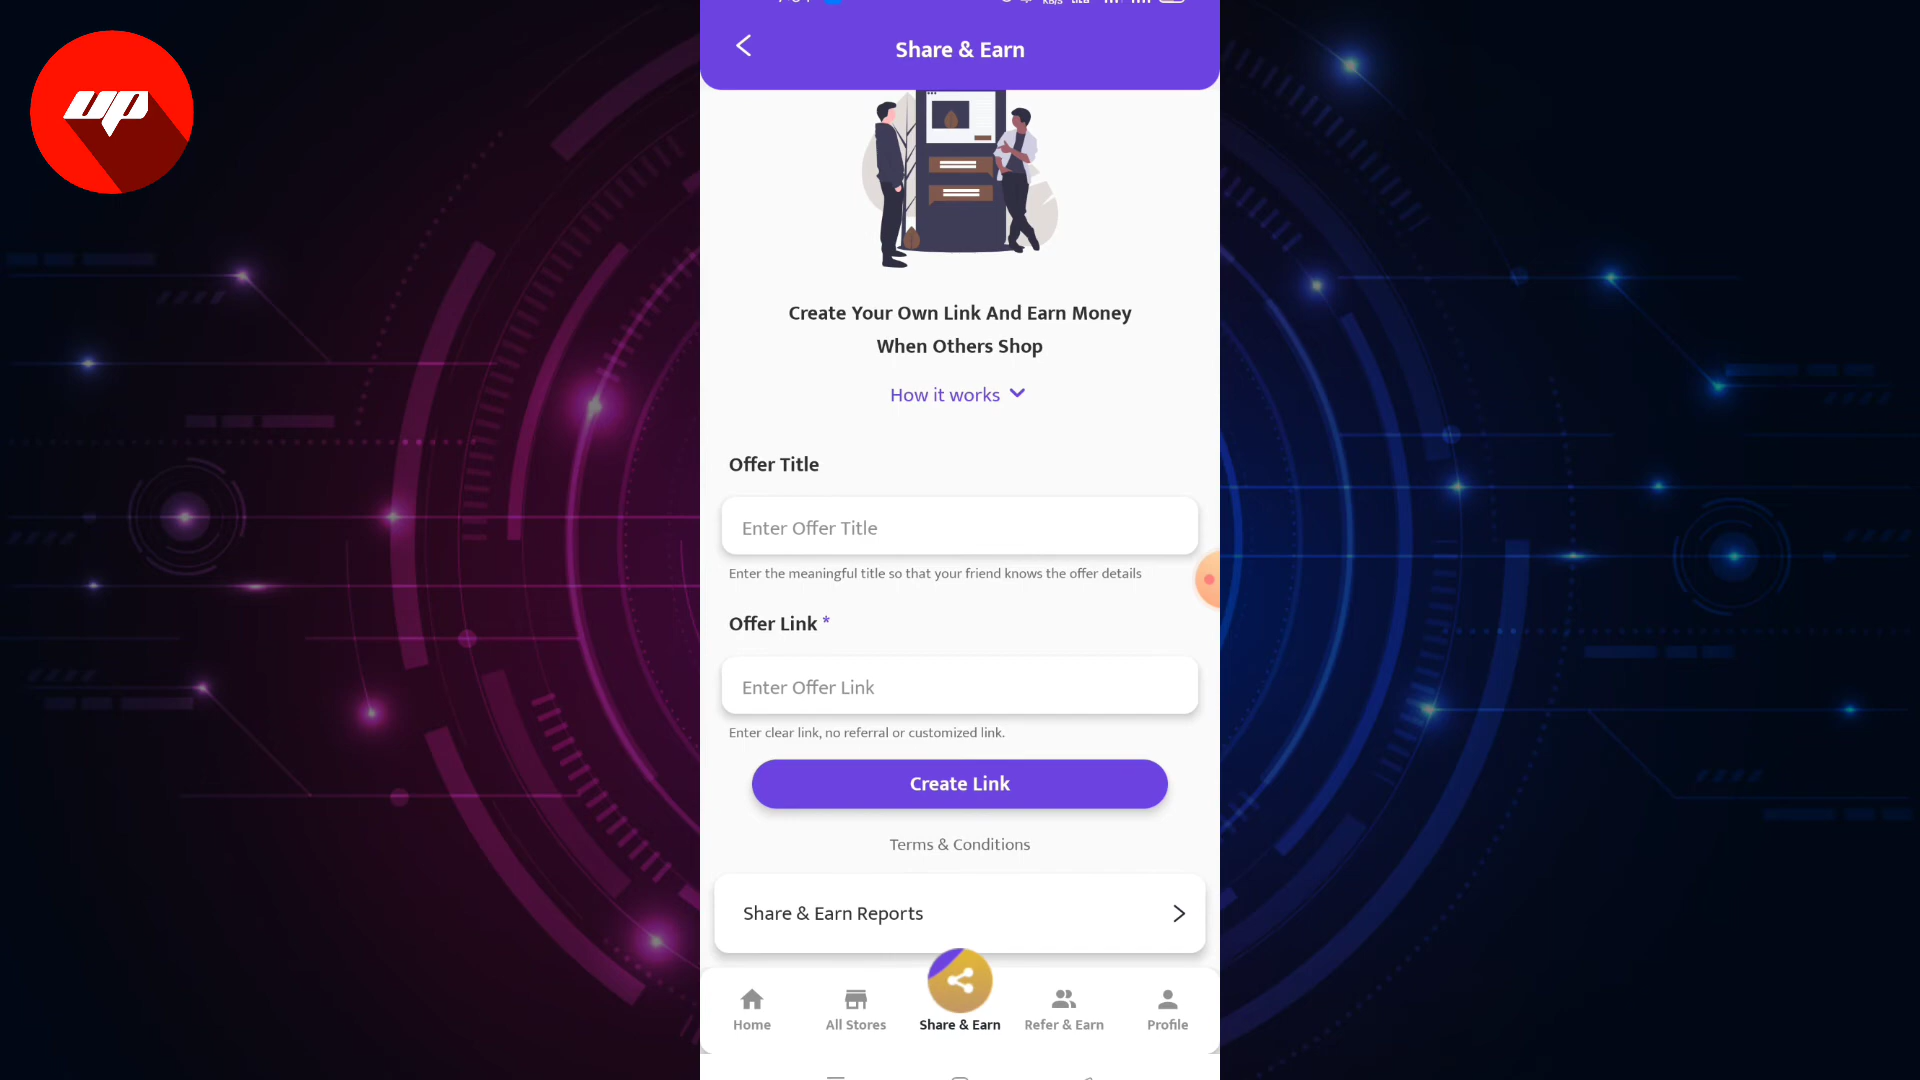 UP
Share & Earn
Create Your Own Link And Earn Money
When Others Shop
How it works
Offer Title
Enter Offer Title
Enter the meaningful title so that your friend knows the offer details
Offer Link *
Enter Offer Link
Enter clear link, no referral or customized link.
Create Link
Terms & Conditions
Share & Earn Reports
Home
All Stores
Share & Earn
Refer & Earn
Profile